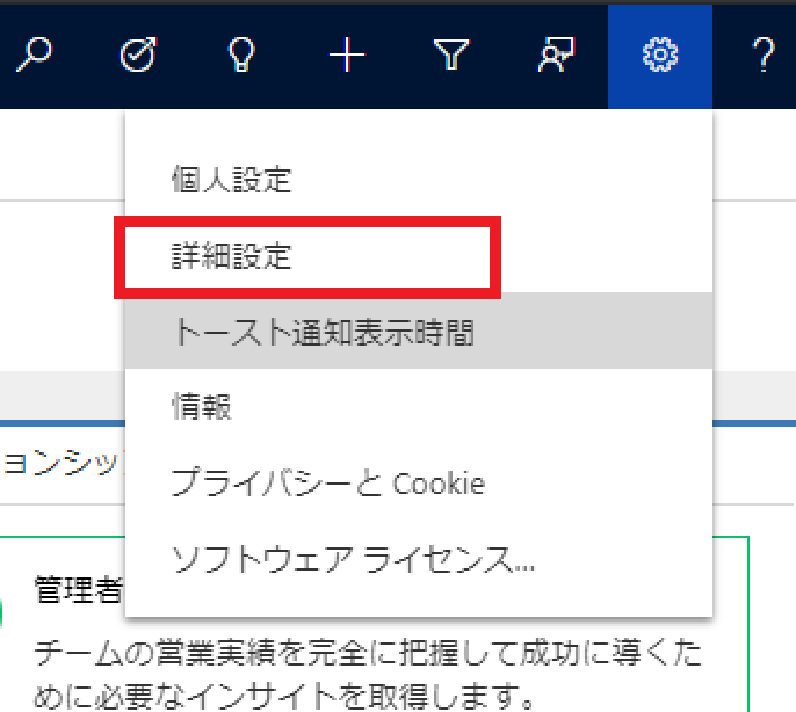 個人設定
詳細設定
トースト通知表示時間
情報
ョンシッ
プライバシーと Cookie
ソフトウェア ライセンス...
管理者
チームの営業実績を完全に把握して成功に導くた
めに必要なインサイトを取得します。